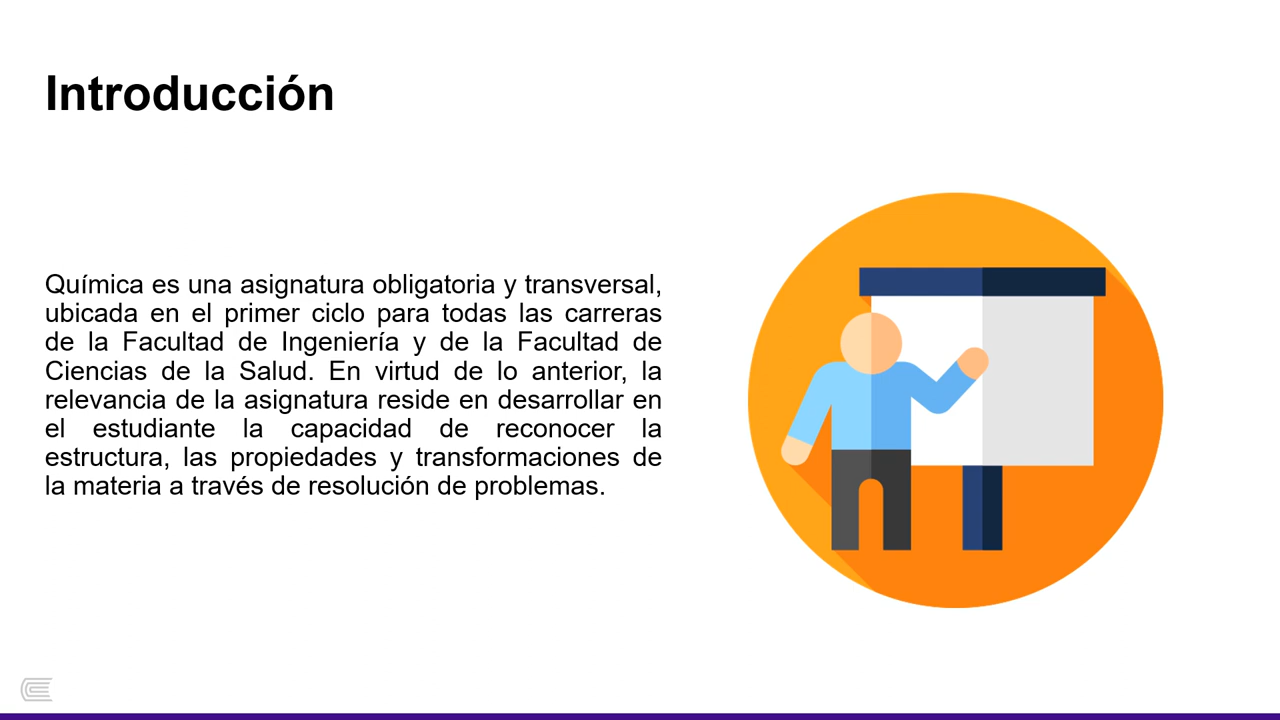 Introducción
Química es una asignatura obligatoria y transversal,
ubicada en el primer ciclo para todas las carreras
de la Facultad de Ingeniería y de la Facultad de
Ciencias de la Salud. En virtud de lo anterior, la
relevancia de la asignatura reside en desarrollar en
el estudiante la capacidad de reconocer la
estructura, las propiedades y transformaciones de
la materia a través de resolución de problemas.